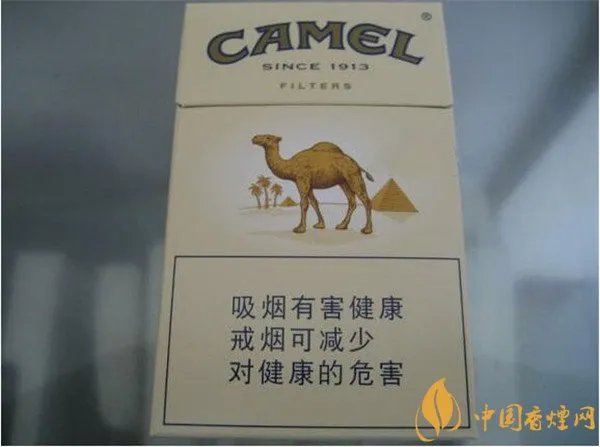 CAMEL®
SINCE 1913
FILTERS
吸烟有害健康
戒烟可减少
对健康的危害
中国香烟网